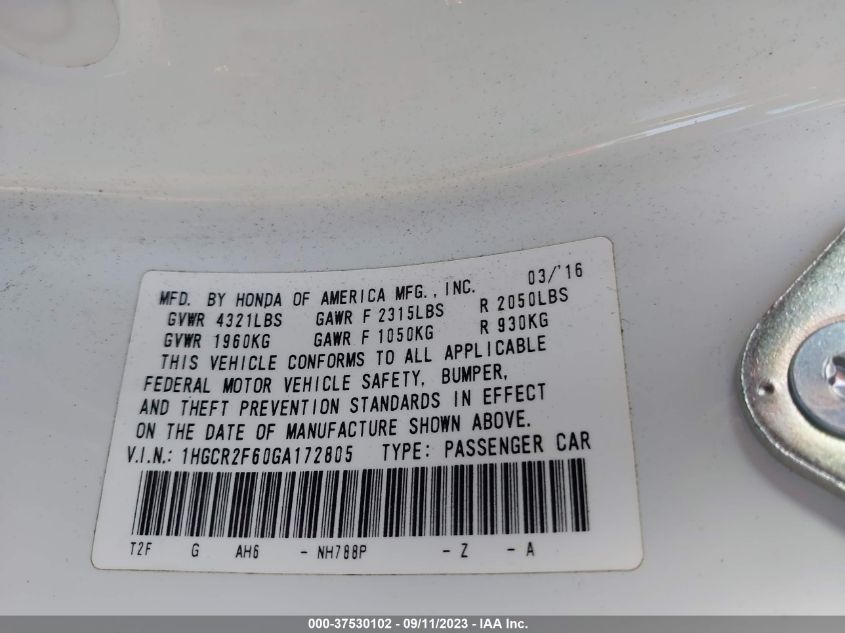 MFD. BY HONDA OF AMERICA MFG., INC. 03/'16
GVWR 4321LBS GAWR F 2315LBS R 2050LBS
GVWR 1960KG GAWR F 1050KG R 930KG
THIS VEHICLE CONFORMS TO ALL APPLICABLE
FEDERAL MOTOR VEHICLE SAFETY, BUMPER,
AND THEFT PREVENTION STANDARDS IN EFFECT
ON THE DATE OF MANUFACTURE SHOWN ABOVE.
V.I.N.: 1HGCR2F60GA172805 TYPE: PASSENGER CAR
T2F G AH6 - NH788P - Z - A
000-37530102 - 09/11/2023 - IAA Inc.